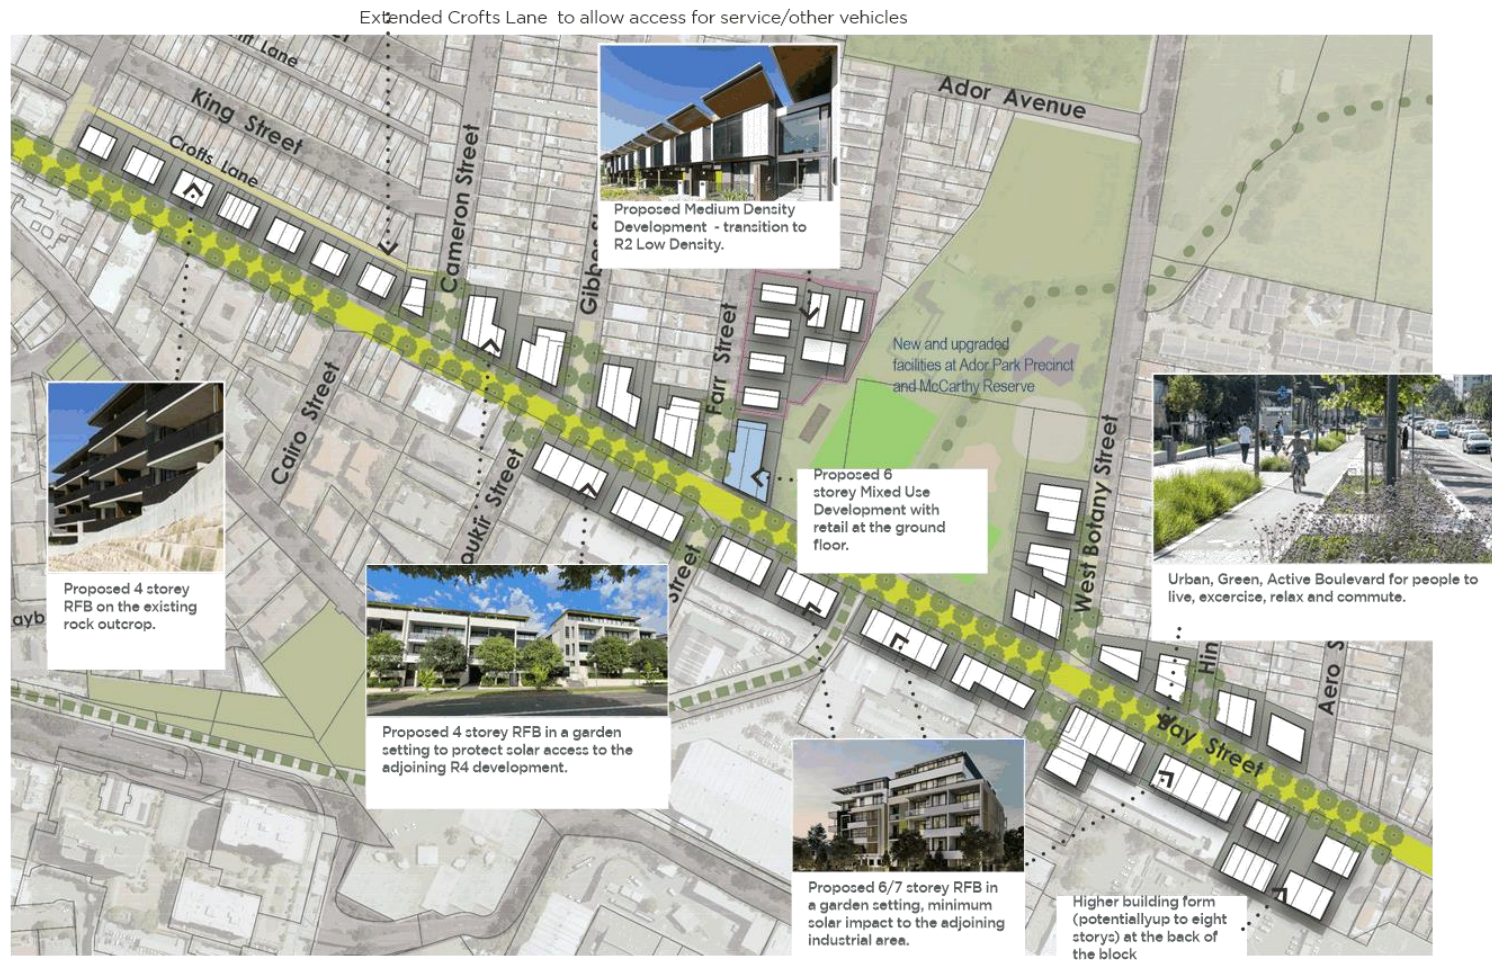 Extended Crofts Lane  to allow access for service/other vehicles
Lane
King Street
Crofts Lane
Cameron Street
Ador Avenue
Proposed Medium Density
Development  - transition to
R2 Low Density.
Farr Street
New and upgraded
facilities at Ador Park Precinct
and McCarthy Reserve
Cairo Street
Proposed 6
storey Mixed Use
Development with
retail at the ground
floor.
West Botany Street
Street
Street
Proposed 4 storey
RFB on the existing
rock outcrop.
Urban, Green, Active Boulevard for people to
live, excercise, relax and commute.
Proposed 4 storey RFB in a garden
setting to protect solar access to the
adjoining R4 development.
Hin
Aero S
Bay Street
Proposed 6/7 storey RFB in
a garden setting, minimum
solar impact to the adjoining
industrial area.
Higher building form
(potentiallyup to eight
storys) at the back of
the block